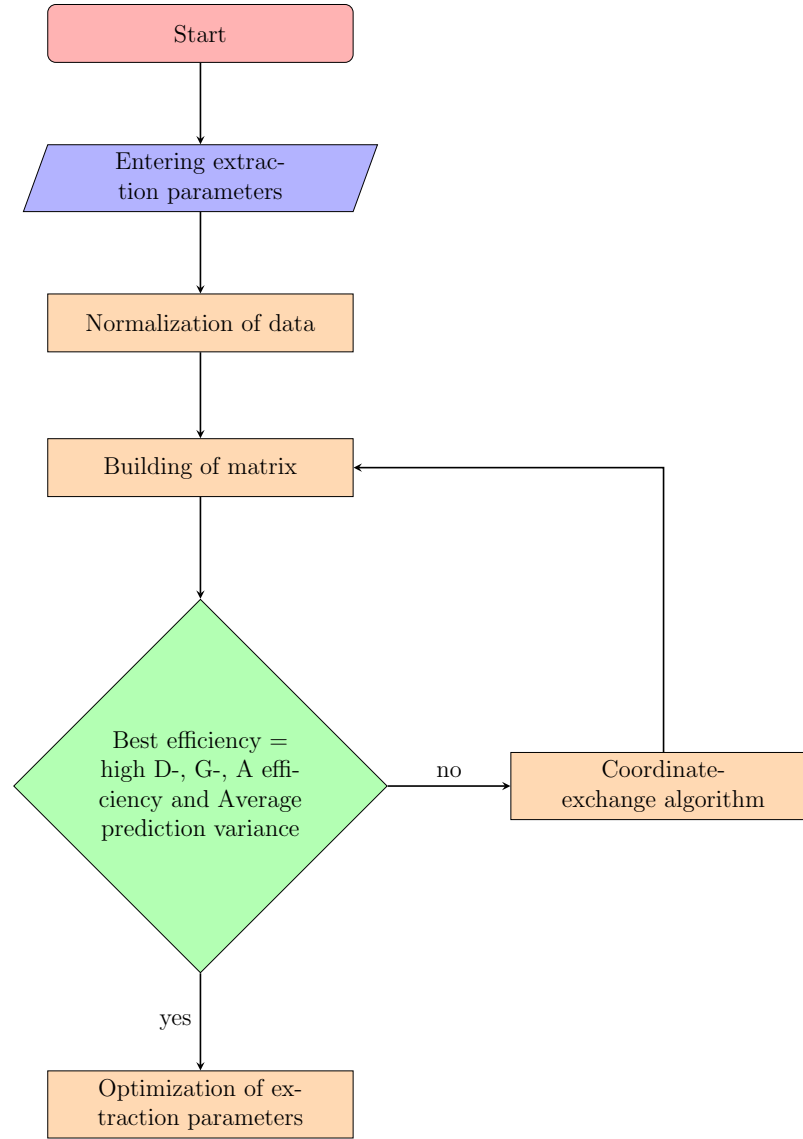 Start
Entering extrac-
tion parameters
Normalization of data
Building of matrix
Best efficiency =
high D-, G-, A effi-
ciency and Average
prediction variance
no
Coordinate-
exchange algorithm
yes
Optimization of ex-
traction parameters